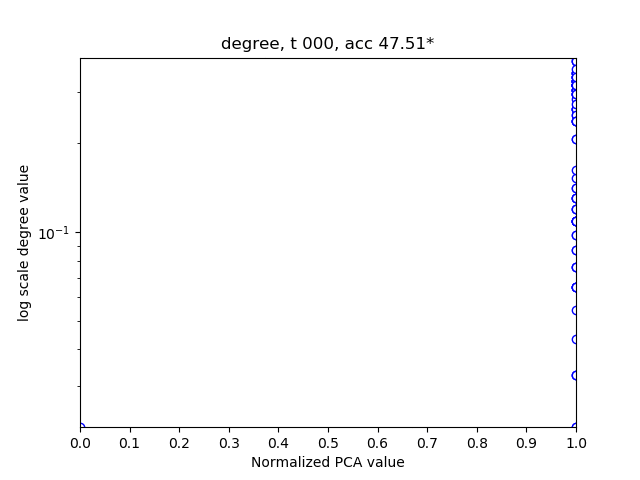 degree, t 000, acc 47.51*
log scale degree value
10⁻¹
0.0 0.1 0.2 0.3 0.4 0.5 0.6 0.7 0.8 0.9 1.0
Normalized PCA value